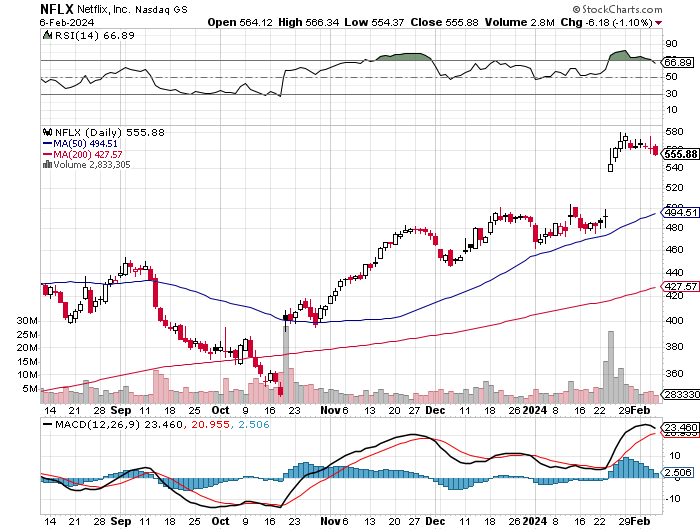 NFLX Netflix, Inc. Nasdaq GS © StockCharts.com
6-Feb-2024 Open 564.12 High 566.34 Low 554.37 Close 555.88 Volume 2.8M Chg -6.18 (-1.10%)
RSI(14) 66.89
90
70
66.89
50
30
10
NFLX (Daily) 555.88
MA(50) 494.51
MA(200) 427.57
Volume 2,833,305
580
560
555.88
540
520
500
494.51
480
460
440
427.57
420
400
380
360
283330
30M
25M
20M
15M
10M
5M
14 21 28 Sep 11 18 25 Oct 9 16 23 Nov 6 13 20 27 Dec 11 18 26 2024 8 16 22 29 Feb
MACD(12,26,9) 23.460, 20.955, 2.506
23.460
20.955
10
2.506
-10
14 21 28 Sep 11 18 25 Oct 9 16 23 Nov 6 13 20 27 Dec 11 18 26 2024 8 16 22 29 Feb